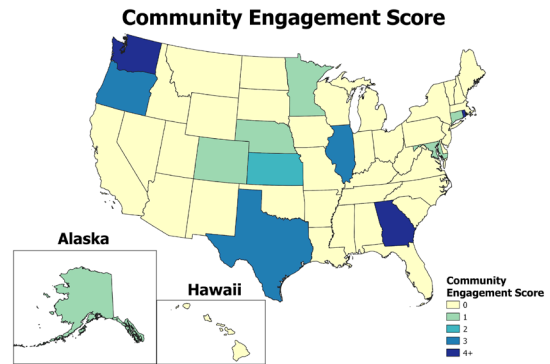 Community Engagement Score
Alaska
Hawaii
Community
Engagement Score
0
1
2
3
4+